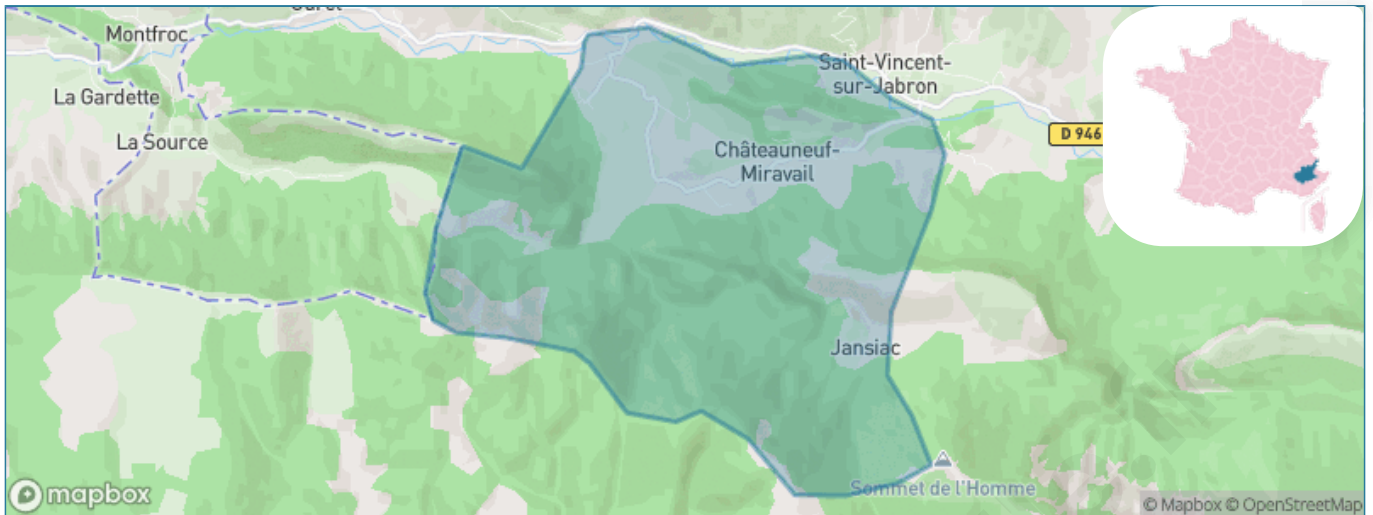 Montfroc
La Gardette
La Source
Saint-Vincent-
sur-Jabron
D 946
Châteauneuf-
Miravail
Jansiac
Sommet de l'Homme
mapbox
© Mapbox © OpenStreetMap